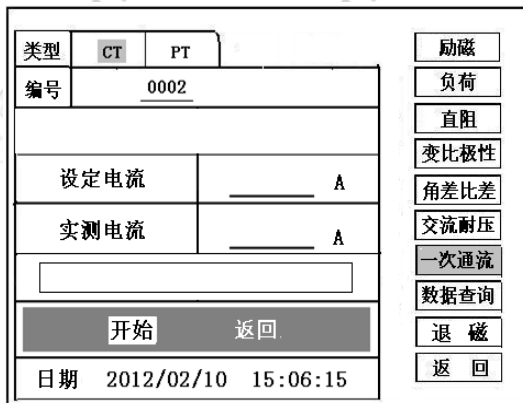 类型 CT PT
编号 0002
设定电流 A
实测电流 A
开始 返回
日期 2012/02/10 15:06:15
励磁
负荷
直阻
变比极性
角差比差
交流耐压
一次通流
数据查询
退 磁
返 回